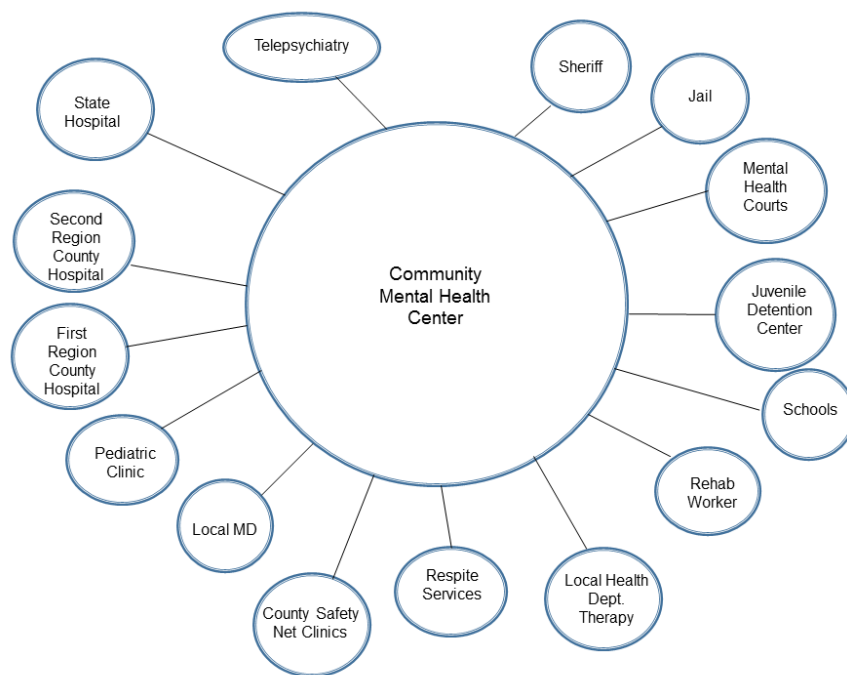 Telepsychiatry
Sheriff
Jail
State
Hospital
Mental
Health
Courts
Second
Region
County
Hospital
Community
Mental Health
Center
Juvenile
Detention
Center
First
Region
County
Hospital
Schools
Pediatric
Clinic
Rehab
Worker
Local MD
Respite
Services
Local Health
Dept.
Therapy
County Safety
Net Clinics